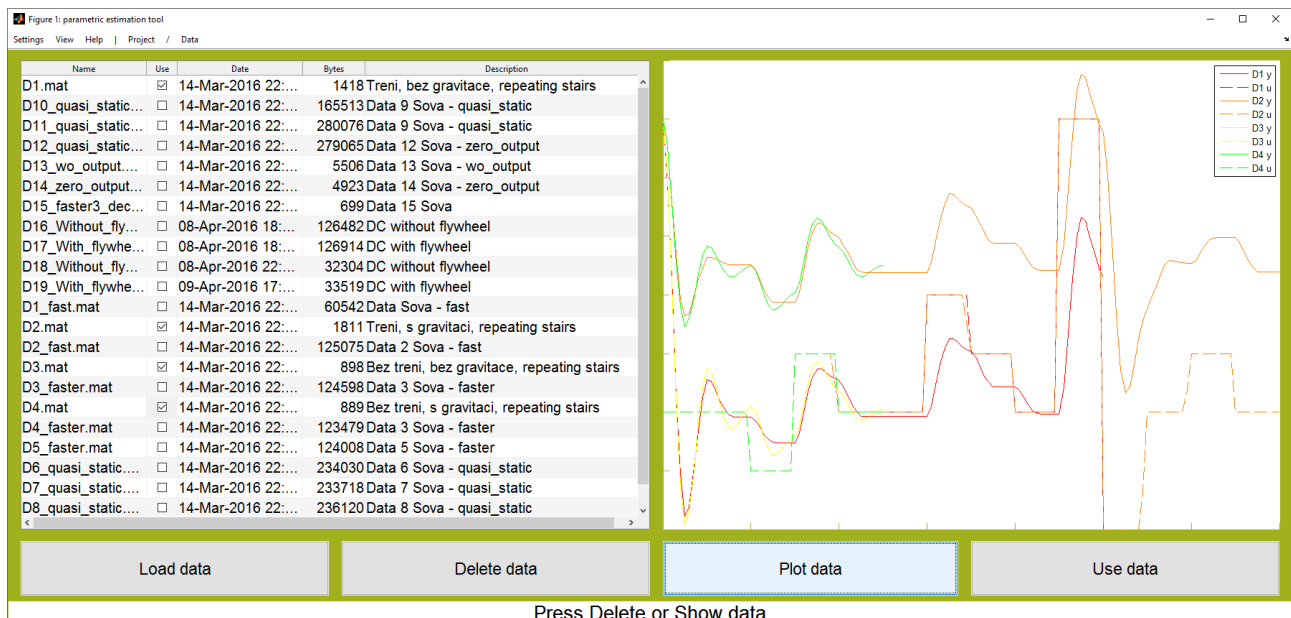 Figure 1: parametric estimation tool
Settings View Help | Project / Data
Name Use Date Bytes Description
D1.mat 14-Mar-2016 22:... 1418 Treni, bez gravitace, repeating stairs
D10_quasi_static... 14-Mar-2016 22:... 165513 Data 9 Sova - quasi_static
D11_quasi_static... 14-Mar-2016 22:... 280076 Data 9 Sova - quasi_static
D12_quasi_static... 14-Mar-2016 22:... 279065 Data 12 Sova - zero_output
D13_wo_output.... 14-Mar-2016 22:... 5506 Data 13 Sova - wo_output
D14_zero_output... 14-Mar-2016 22:... 4923 Data 14 Sova - zero_output
D15_faster3_dec... 14-Mar-2016 22:... 699 Data 15 Sova
D16_Without_fly... 08-Apr-2016 18:... 126482 DC without flywheel
D17_With_flywhe... 08-Apr-2016 18:... 126914 DC with flywheel
D18_Without_fly... 08-Apr-2016 22:... 32304 DC without flywheel
D19_With_flywhe... 09-Apr-2016 17:... 33519 DC with flywheel
D1_fast.mat 14-Mar-2016 22:... 60542 Data Sova - fast
D2.mat 14-Mar-2016 22:... 1811 Treni, s gravitaci, repeating stairs
D2_fast.mat 14-Mar-2016 22:... 125075 Data 2 Sova - fast
D3.mat 14-Mar-2016 22:... 898 Bez treni, bez gravitace, repeating stairs
D3_faster.mat 14-Mar-2016 22:... 124598 Data 3 Sova - faster
D4.mat 14-Mar-2016 22:... 889 Bez treni, s gravitaci, repeating stairs
D4_faster.mat 14-Mar-2016 22:... 123479 Data 3 Sova - faster
D5_faster.mat 14-Mar-2016 22:... 124008 Data 5 Sova - faster
D6_quasi_static.... 14-Mar-2016 22:... 234030 Data 6 Sova - quasi_static
D7_quasi_static.... 14-Mar-2016 22:... 233718 Data 7 Sova - quasi_static
D8_quasi_static.... 14-Mar-2016 22:... 236120 Data 8 Sova - quasi_static
D1 y
D1 u
D2 y
D2 u
D3 y
D3 u
D4 y
D4 u
Load data
Delete data
Plot data
Use data
Press Delete or Show data